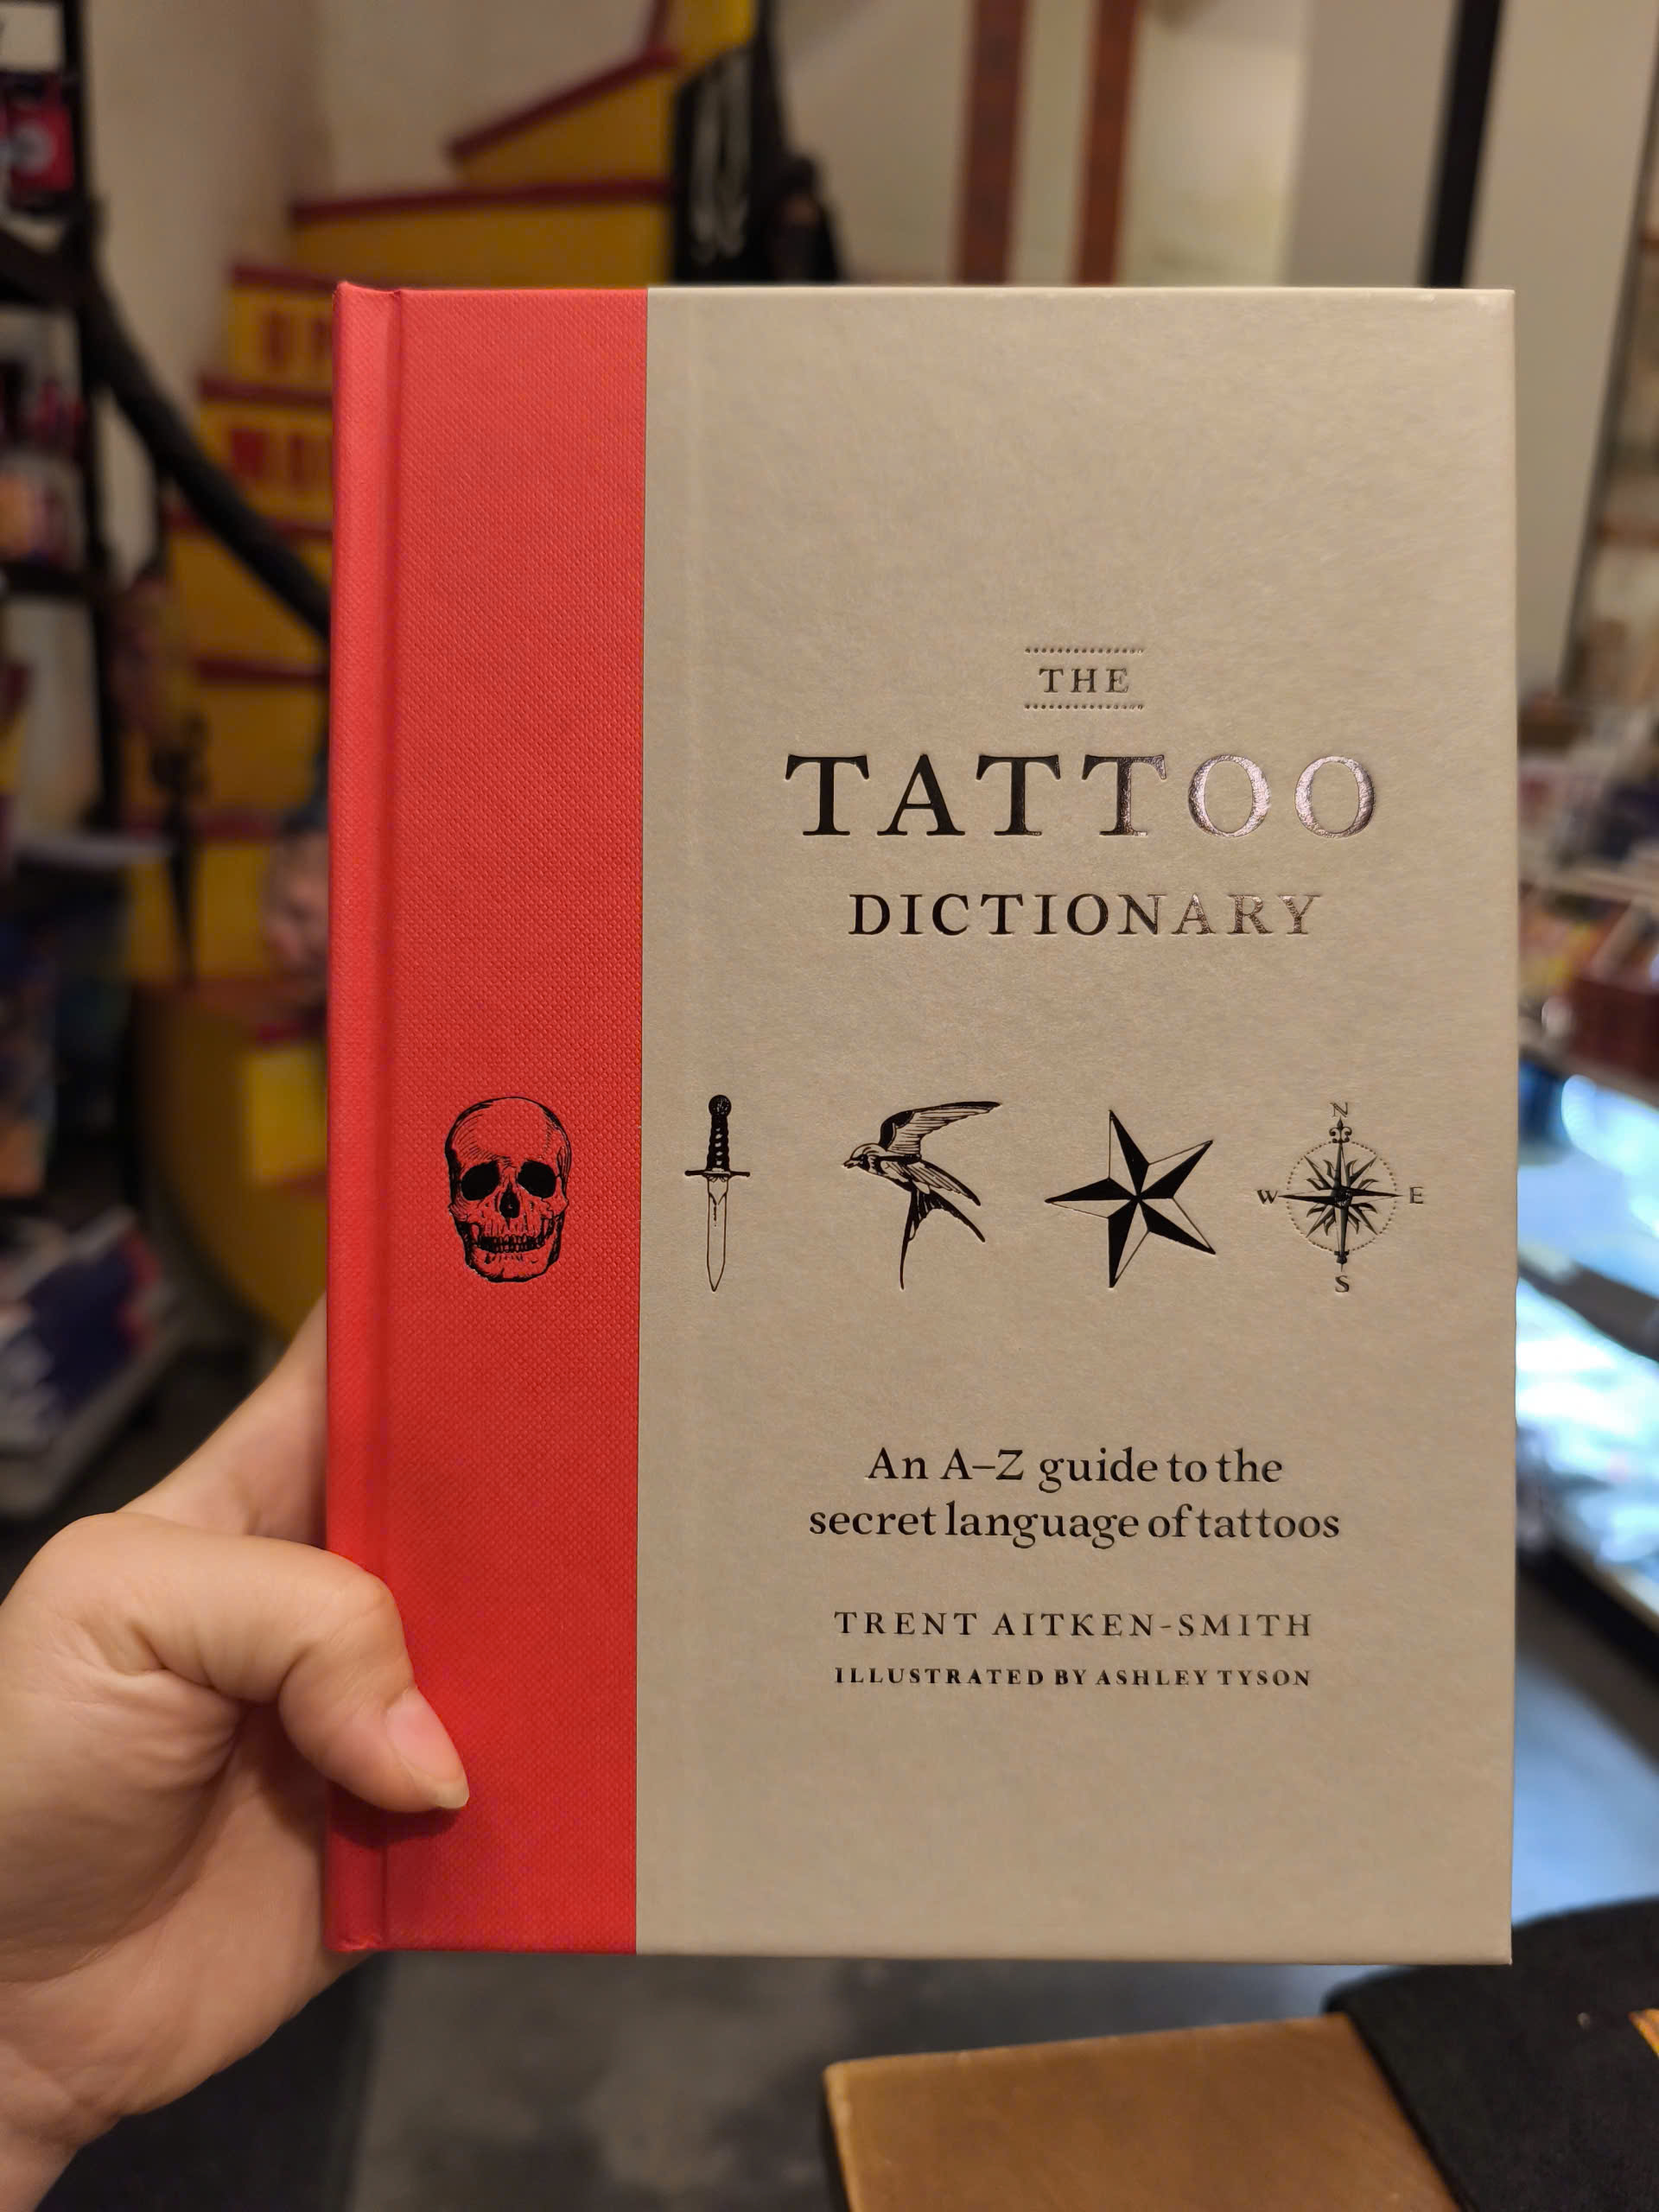 THE
TATTOO
DICTIONARY
N
W E
S
An A–Z guide to the
secret language of tattoos
TRENT AITKEN-SMITH
ILLUSTRATED BY ASHLEY TYSON